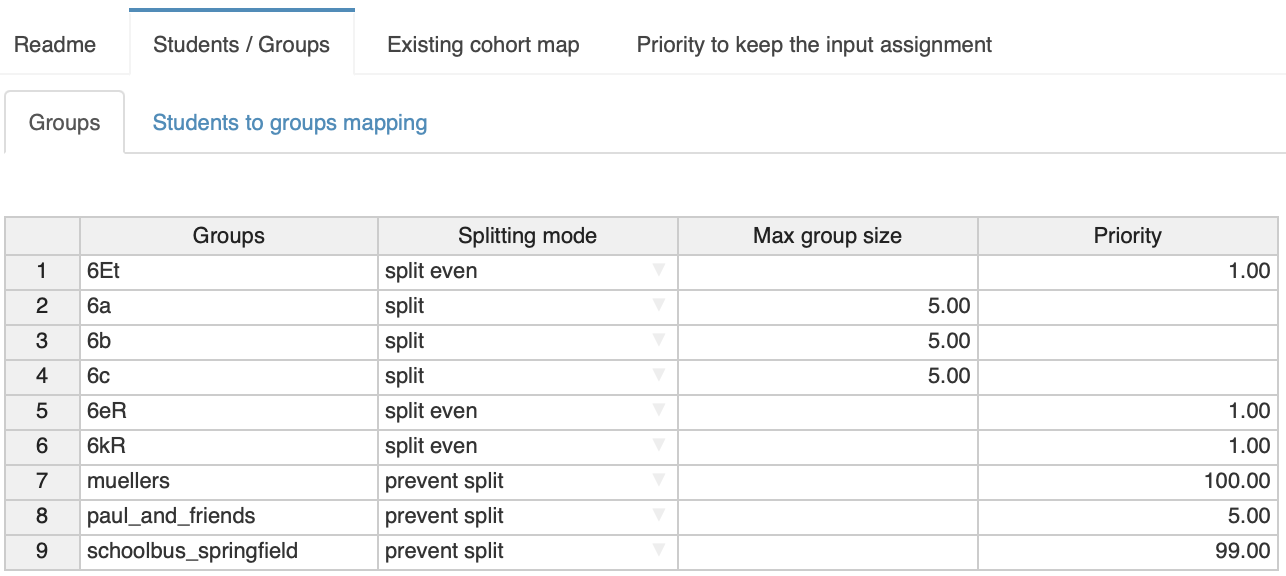 Readme Students / Groups Existing cohort map Priority to keep the input assignment
Groups Students to groups mapping
Groups Splitting mode Max group size Priority
1 6Et split even 1.00
2 6a split 5.00
3 6b split 5.00
4 6c split 5.00
5 6eR split even 1.00
6 6kR split even 1.00
7 muellers prevent split 100.00
8 paul_and_friends prevent split 5.00
9 schoolbus_springfield prevent split 99.00